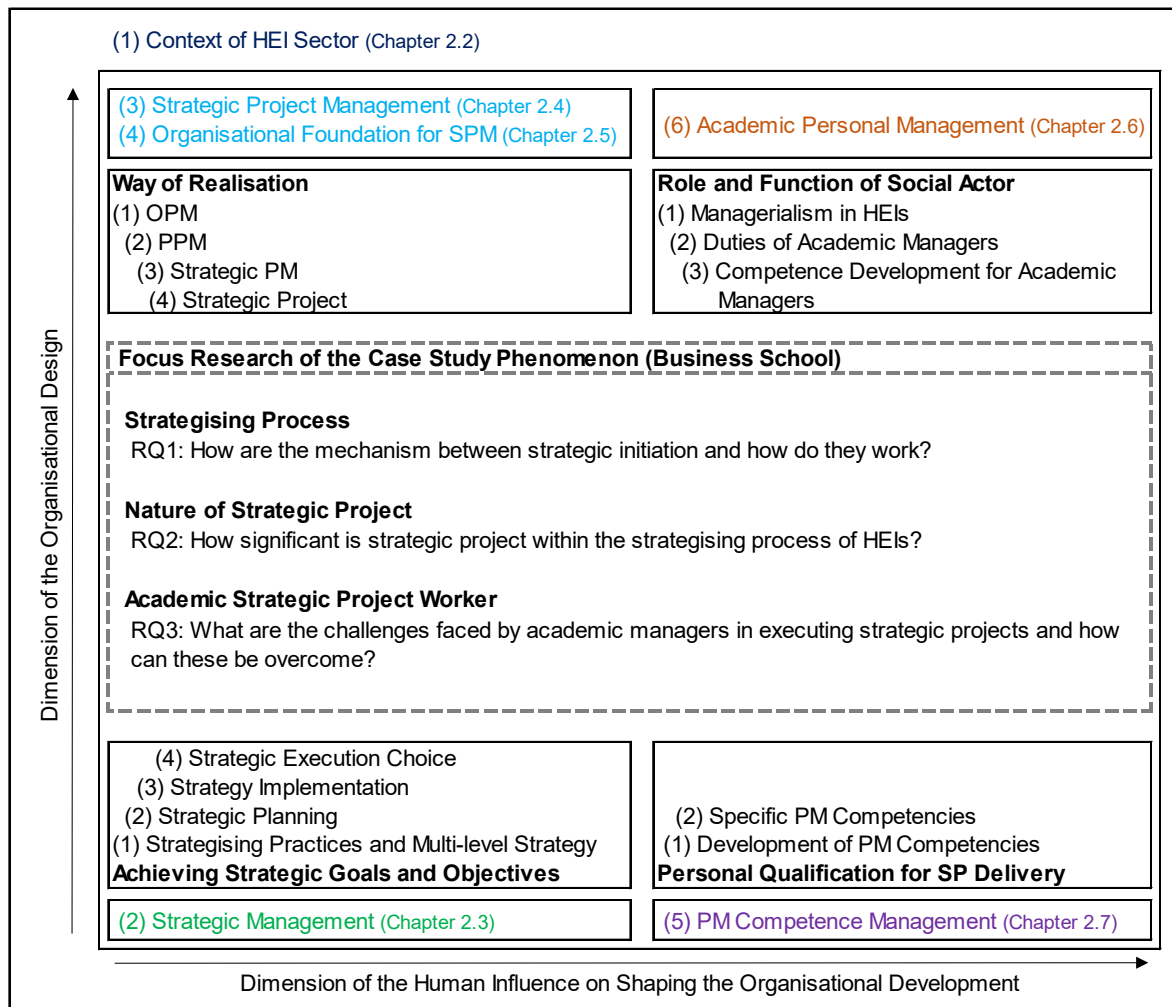 (1) Context of HEI Sector (Chapter 2.2)
(3) Strategic Project Management (Chapter 2.4)
(4) Organisational Foundation for SPM (Chapter 2.5)
(6) Academic Personal Management (Chapter 2.6)
Way of Realisation
(1) OPM
(2) PPM
(3) Strategic PM
(4) Strategic Project
Role and Function of Social Actor
(1) Managerialism in HEIs
(2) Duties of Academic Managers
(3) Competence Development for Academic
Managers
Dimension of the Organisational Design
Focus Research of the Case Study Phenomenon (Business School)
Strategising Process
RQ1: How are the mechanism between strategic initiation and how do they work?
Nature of Strategic Project
RQ2: How significant is strategic project within the strategising process of HEIs?
Academic Strategic Project Worker
RQ3: What are the challenges faced by academic managers in executing strategic projects and how
can these be overcome?
(4) Strategic Execution Choice
(3) Strategy Implementation
(2) Strategic Planning
(1) Strategising Practices and Multi-level Strategy
Achieving Strategic Goals and Objectives
(2) Specific PM Competencies
(1) Development of PM Competencies
Personal Qualification for SP Delivery
(2) Strategic Management (Chapter 2.3)
(5) PM Competence Management (Chapter 2.7)
Dimension of the Human Influence on Shaping the Organisational Development